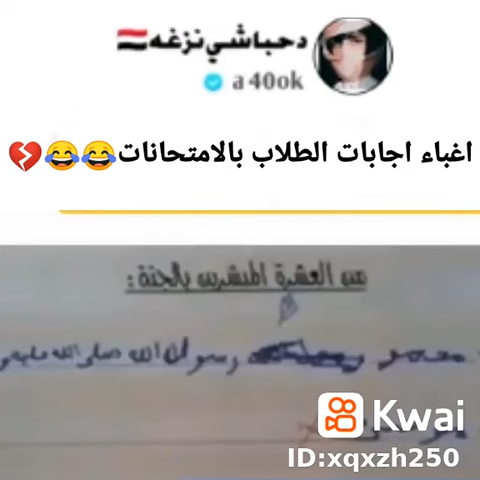 دحباشي نزغه🇾🇪
a40ok
اغباء اجابات الطلاب بالامتحانات😂😂💔
من العشرة المبشرين بالجنة :
محمد رسول الله صلى الله عليه
Kwai
ID:xqxzh250